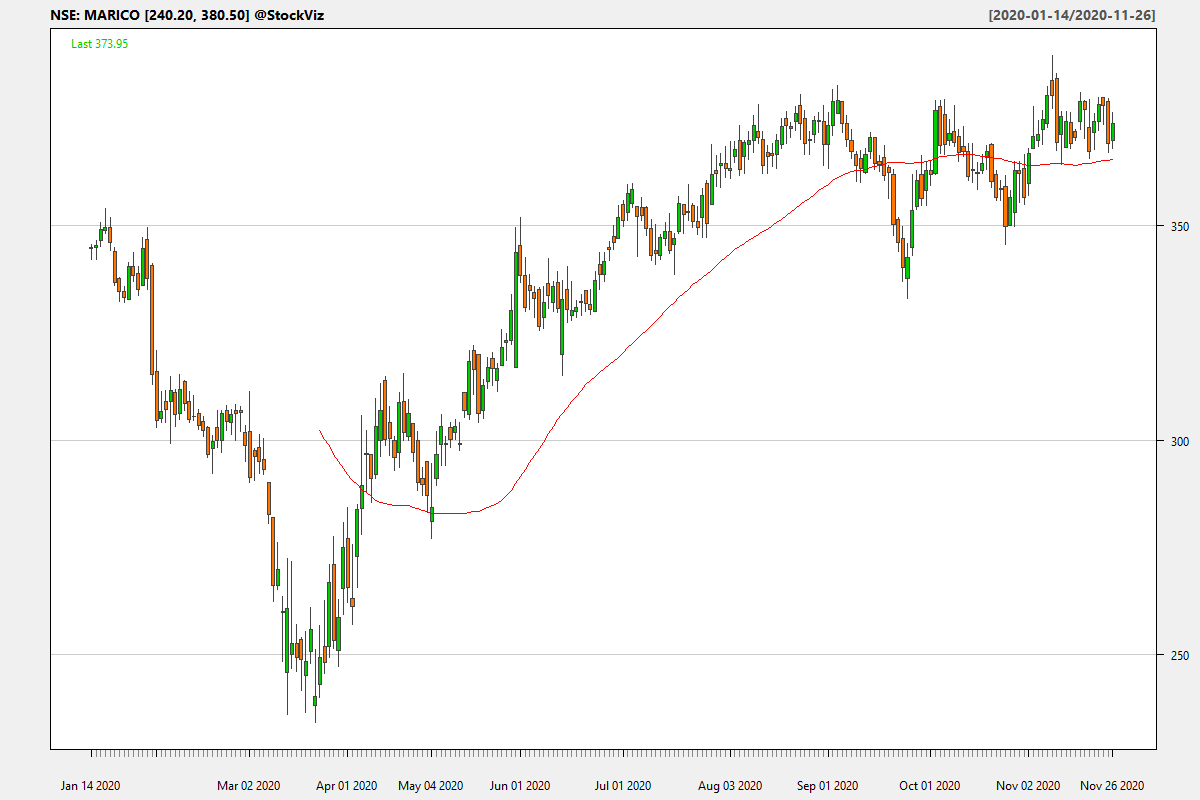 NSE: MARICO [240.20, 380.50] @StockViz [2020-01-14/2020-11-26]
Last 373.95
350
300
250
Jan 14 2020 Mar 02 2020 Apr 01 2020 May 04 2020 Jun 01 2020 Jul 01 2020 Aug 03 2020 Sep 01 2020 Oct 01 2020 Nov 02 2020 Nov 26 2020